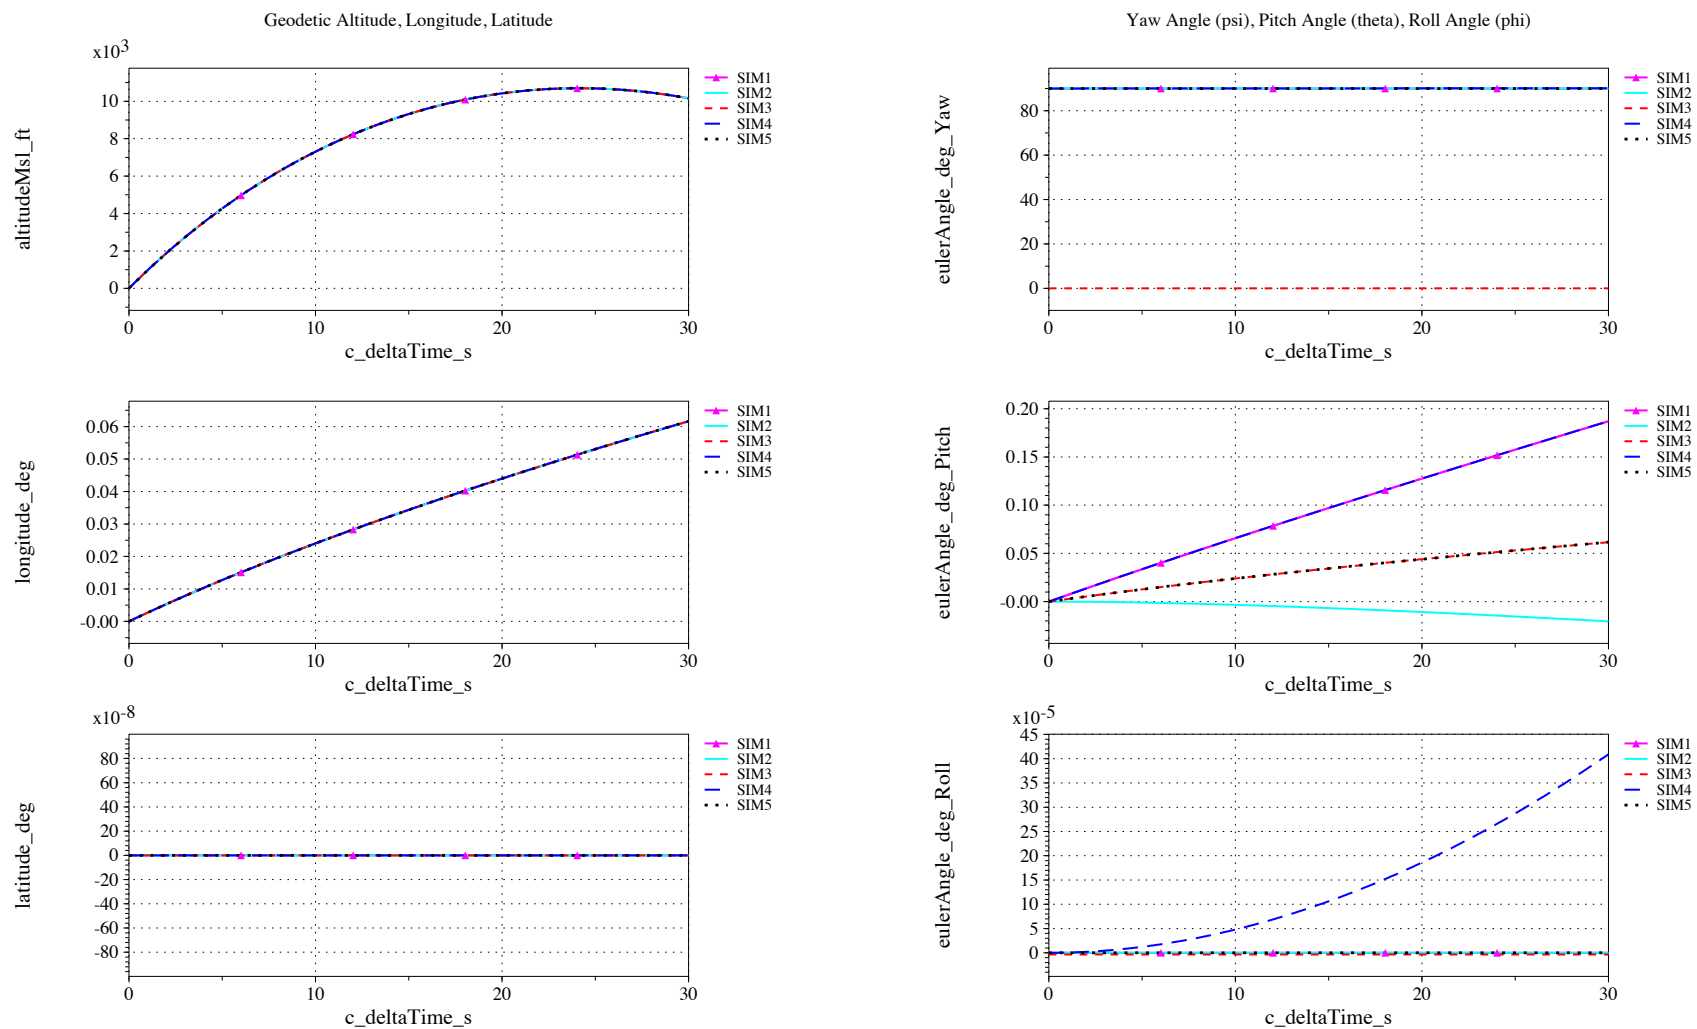 Geodetic Altitude, Longitude, Latitude
x10³
altitudeMsl_ft
10
8
6
4
2
0
0 10 20 30
c_deltaTime_s
SIM1
SIM2
SIM3
SIM4
SIM5
longitude_deg
0.06
0.05
0.04
0.03
0.02
0.01
-0.00
0 10 20 30
c_deltaTime_s
SIM1
SIM2
SIM3
SIM4
SIM5
x10⁻⁸
latitude_deg
80
60
40
20
0
-20
-40
-60
-80
0 10 20 30
c_deltaTime_s
SIM1
SIM2
SIM3
SIM4
SIM5
Yaw Angle (psi), Pitch Angle (theta), Roll Angle (phi)
eulerAngle_deg_Yaw
80
60
40
20
0
0 10 20 30
c_deltaTime_s
SIM1
SIM2
SIM3
SIM4
SIM5
eulerAngle_deg_Pitch
0.20
0.15
0.10
0.05
-0.00
0 10 20 30
c_deltaTime_s
SIM1
SIM2
SIM3
SIM4
SIM5
x10⁻⁵
eulerAngle_deg_Roll
45
40
35
30
25
20
15
10
5
0
0 10 20 30
c_deltaTime_s
SIM1
SIM2
SIM3
SIM4
SIM5